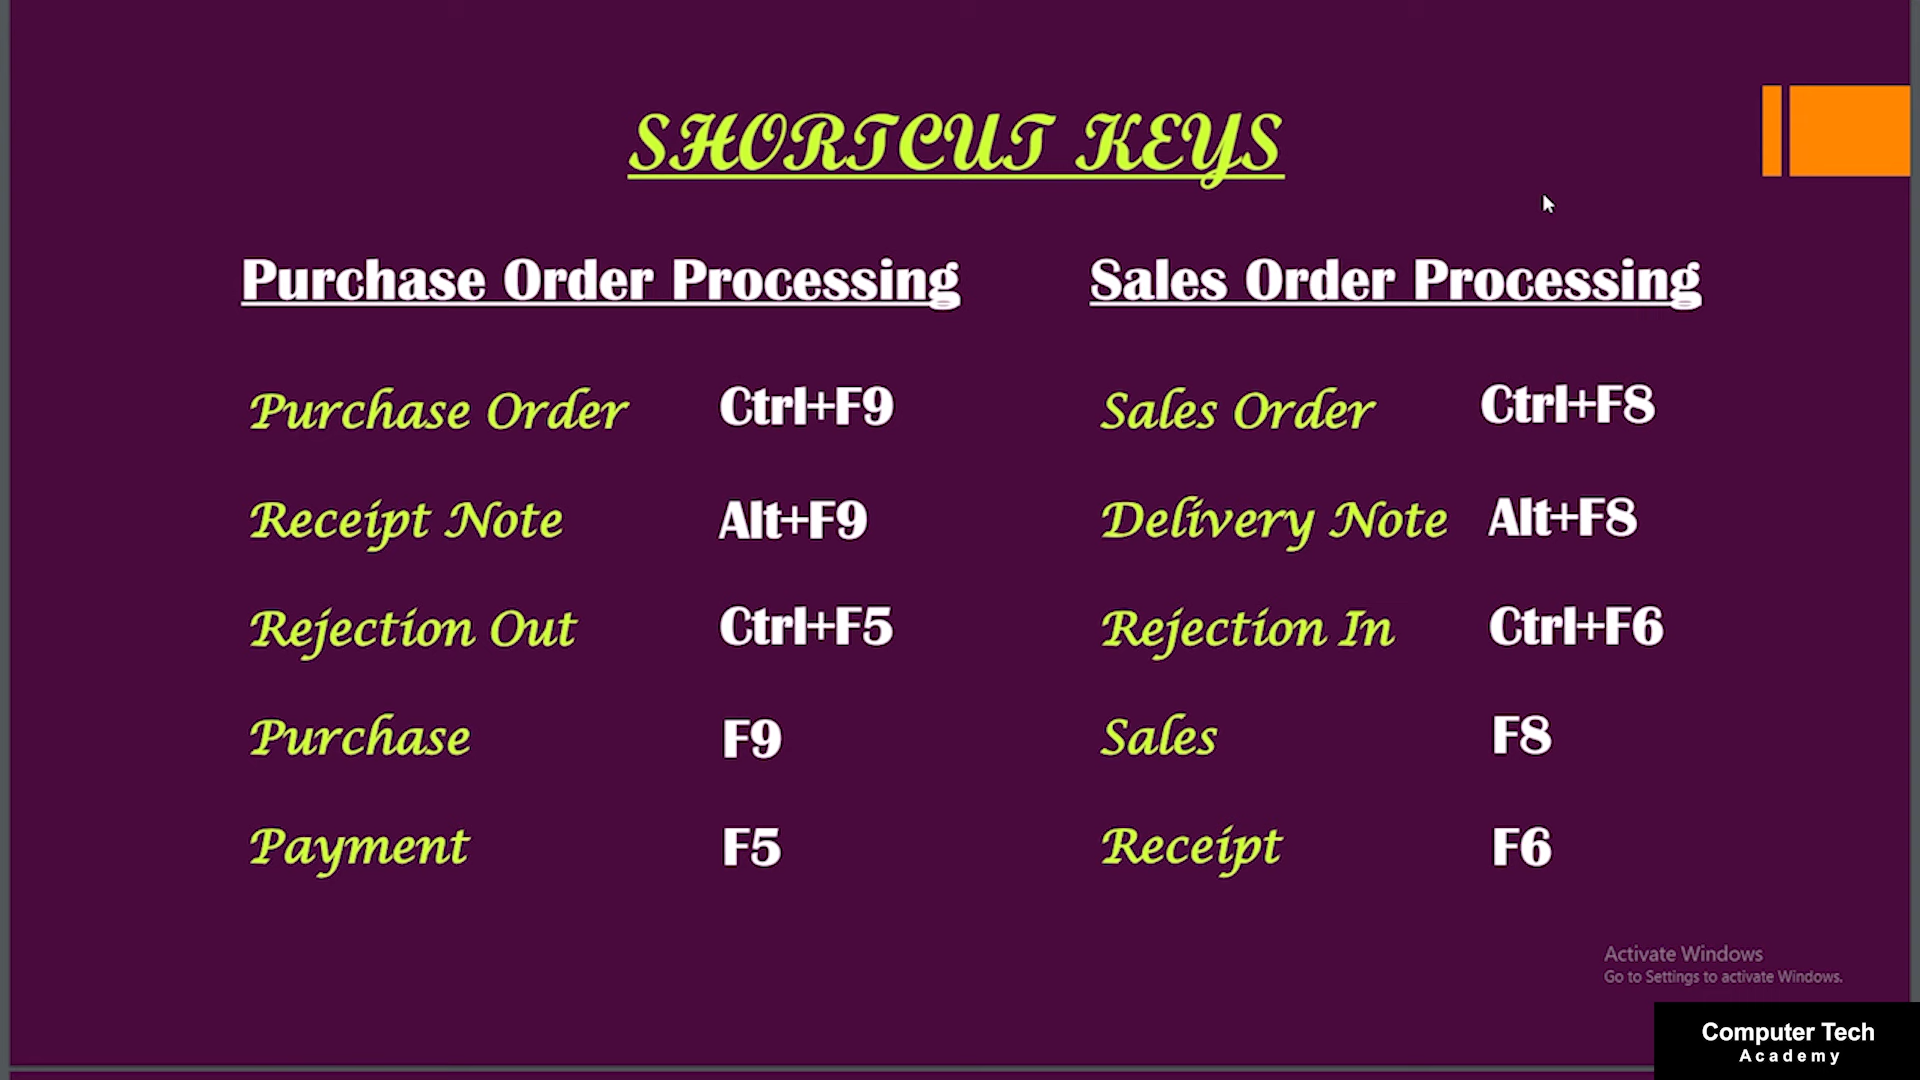 SHORTCUT KEYS
Purchase Order Processing
Purchase Order Ctrl+F9
Receipt Note Alt+F9
Rejection Out Ctrl+F5
Purchase F9
Payment F5
Sales Order Processing
Sales Order Ctrl+F8
Delivery Note Alt+F8
Rejection In Ctrl+F6
Sales F8
Receipt F6
Activate Windows
Go to Settings to activate Windows.
Computer Tech
Academy